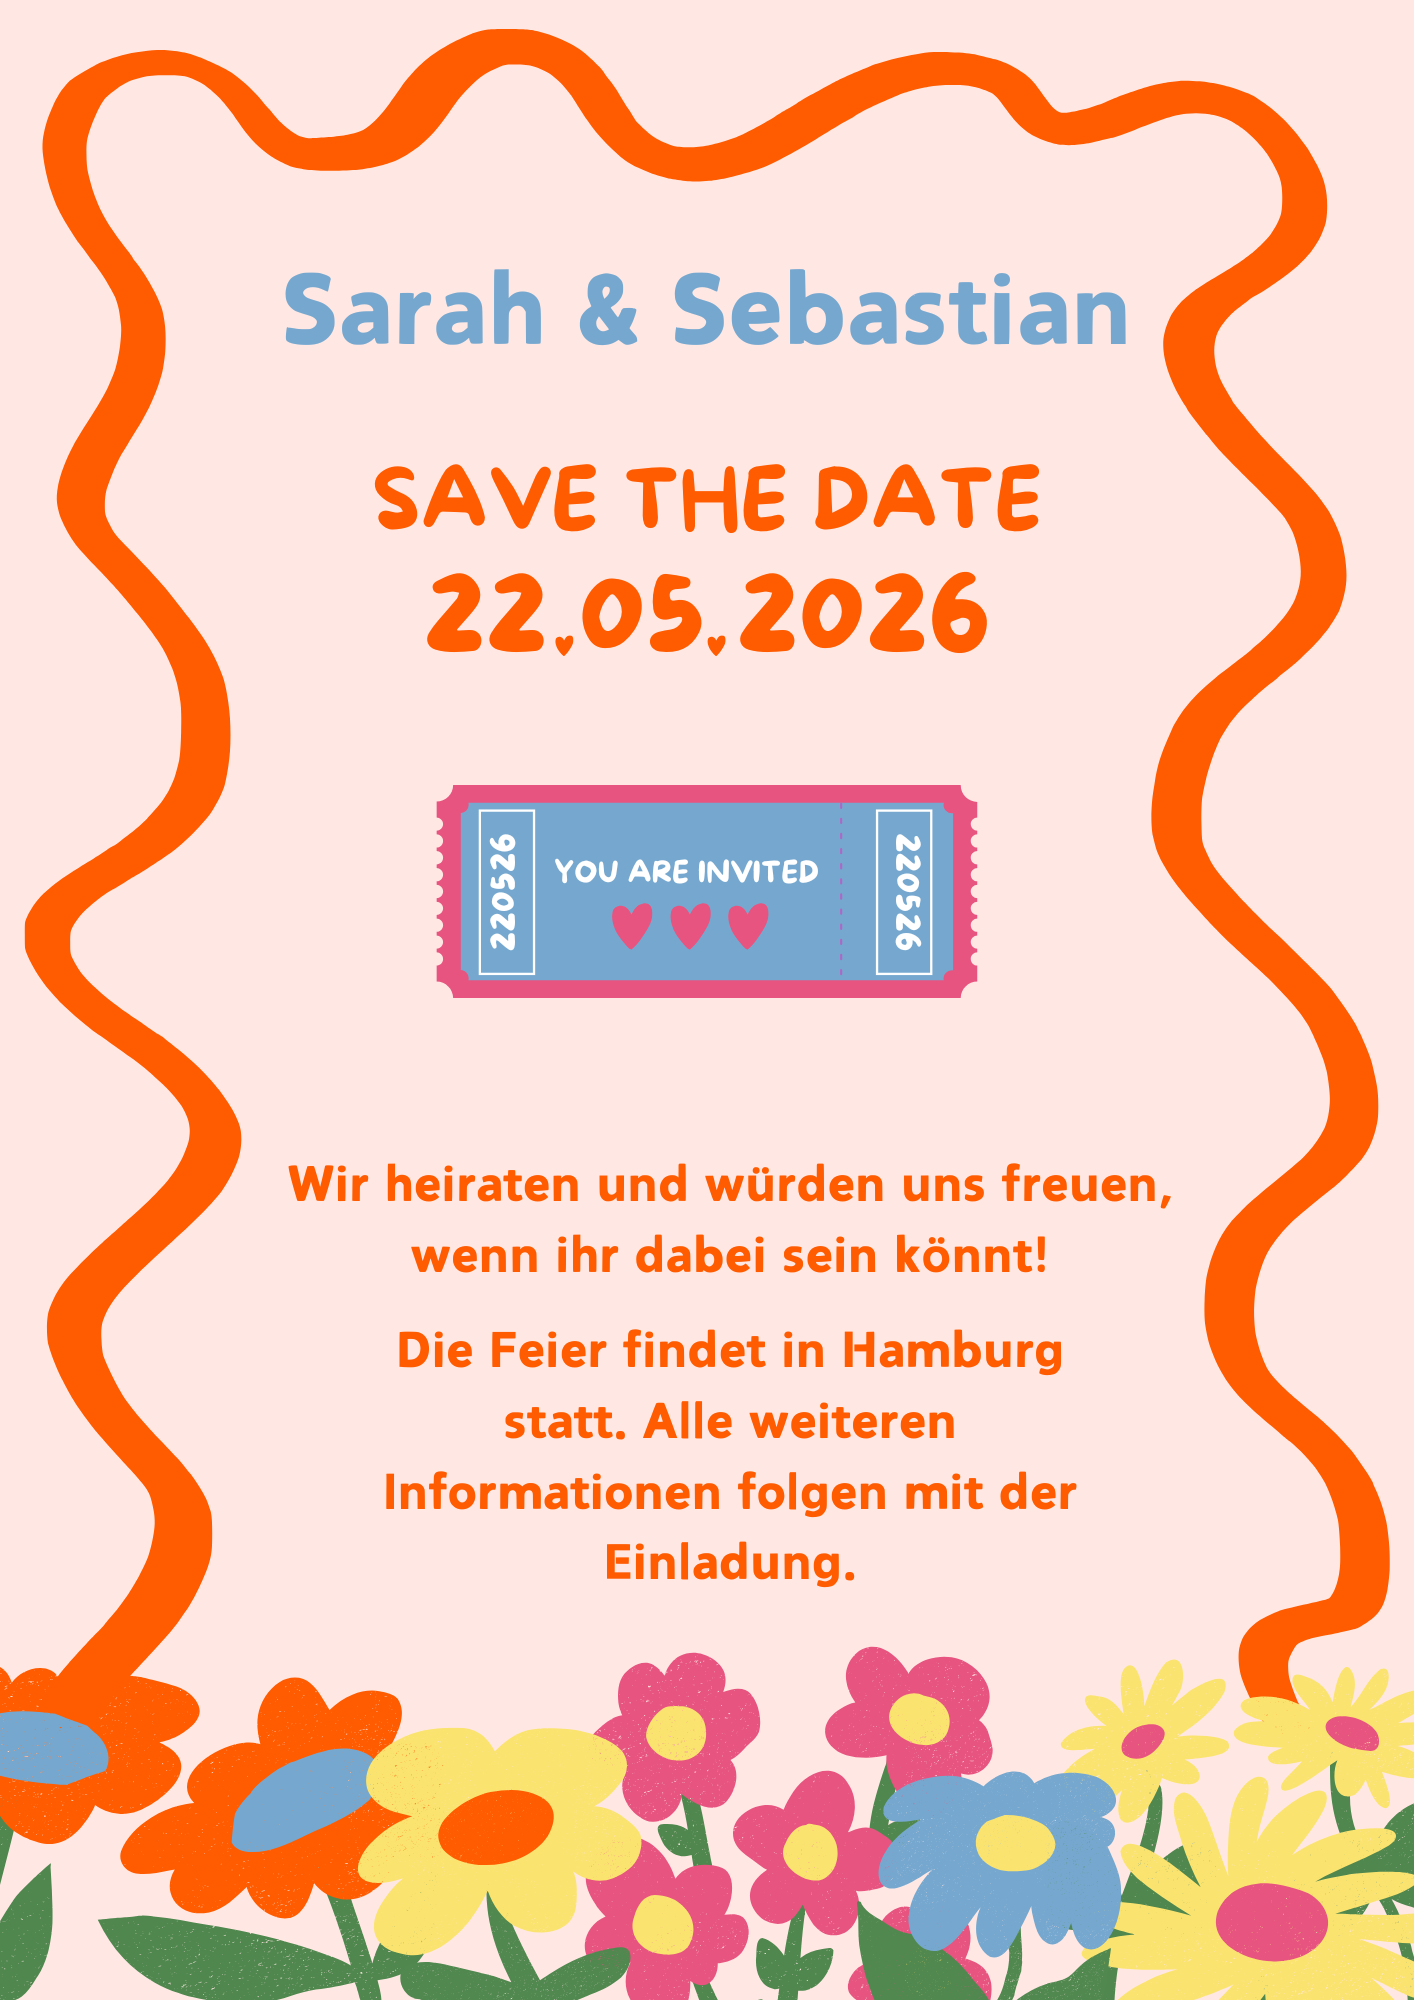 Sarah & Sebastian
SAVE THE DATE
22.05.2026
220526
YOU ARE INVITED
220526
Wir heiraten und würden uns freuen,
wenn ihr dabei sein könnt!
Die Feier findet in Hamburg
statt. Alle weiteren
Informationen folgen mit der
Einladung.